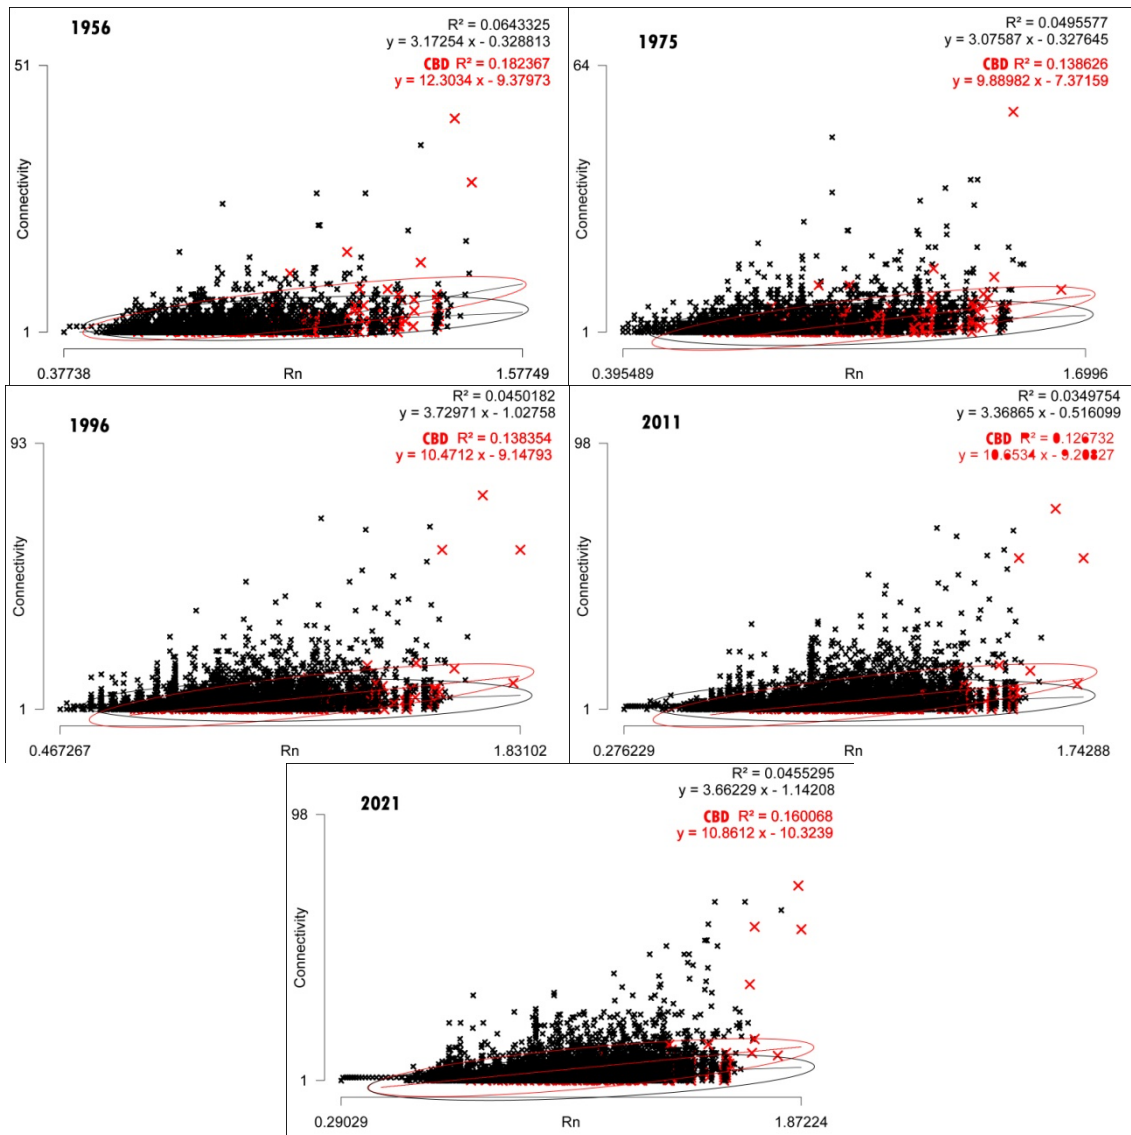 1956
R² = 0.0643325
y = 3.17254 x - 0.328813
CBD R² = 0.182367
y = 12.3034 x - 9.37973
51
Connectivity
1
0.37738
Rn
1.57749
1975
R² = 0.0495577
y = 3.07587 x - 0.327645
CBD R² = 0.138626
y = 9.88982 x - 7.37159
64
Connectivity
1
0.395489
Rn
1.6996
1996
R² = 0.0450182
y = 3.72971 x - 1.02758
CBD R² = 0.138354
y = 10.4712 x - 9.14793
93
Connectivity
1
0.467267
Rn
1.83102
2011
R² = 0.0349754
y = 3.36865 x - 0.516099
CBD R² = 0.126732
y = 10.6534 x -
98
Connectivity
1
0.276229
Rn
1.74288
2021
R² = 0.0455295
y = 3.66229 x - 1.14208
CBD R² = 0.160068
y = 10.8612 x - 10.3239
98
Connectivity
1
0.29029
Rn
1.87224